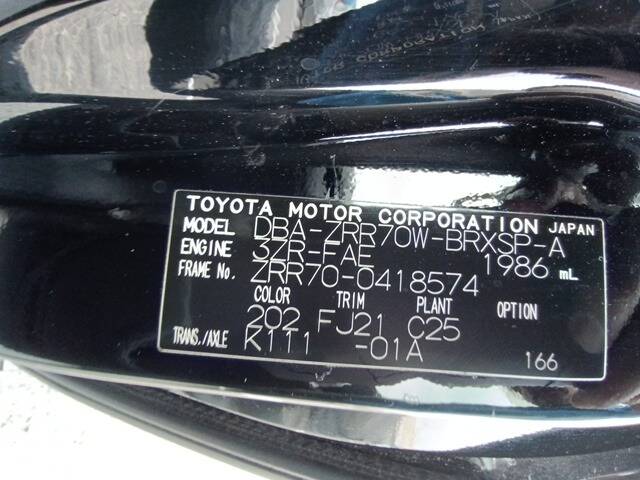 TOYOTA MOTOR CORPORATION JAPAN
MODEL DBA-ZRR70W-BRXSP-A
ENGINE 3ZR-FAE 1986 mL
FRAME No. ZRR70-0418574
COLOR TRIM PLANT OPTION
202 FJ21 C25
TRANS./AXLE K111 -01A 166